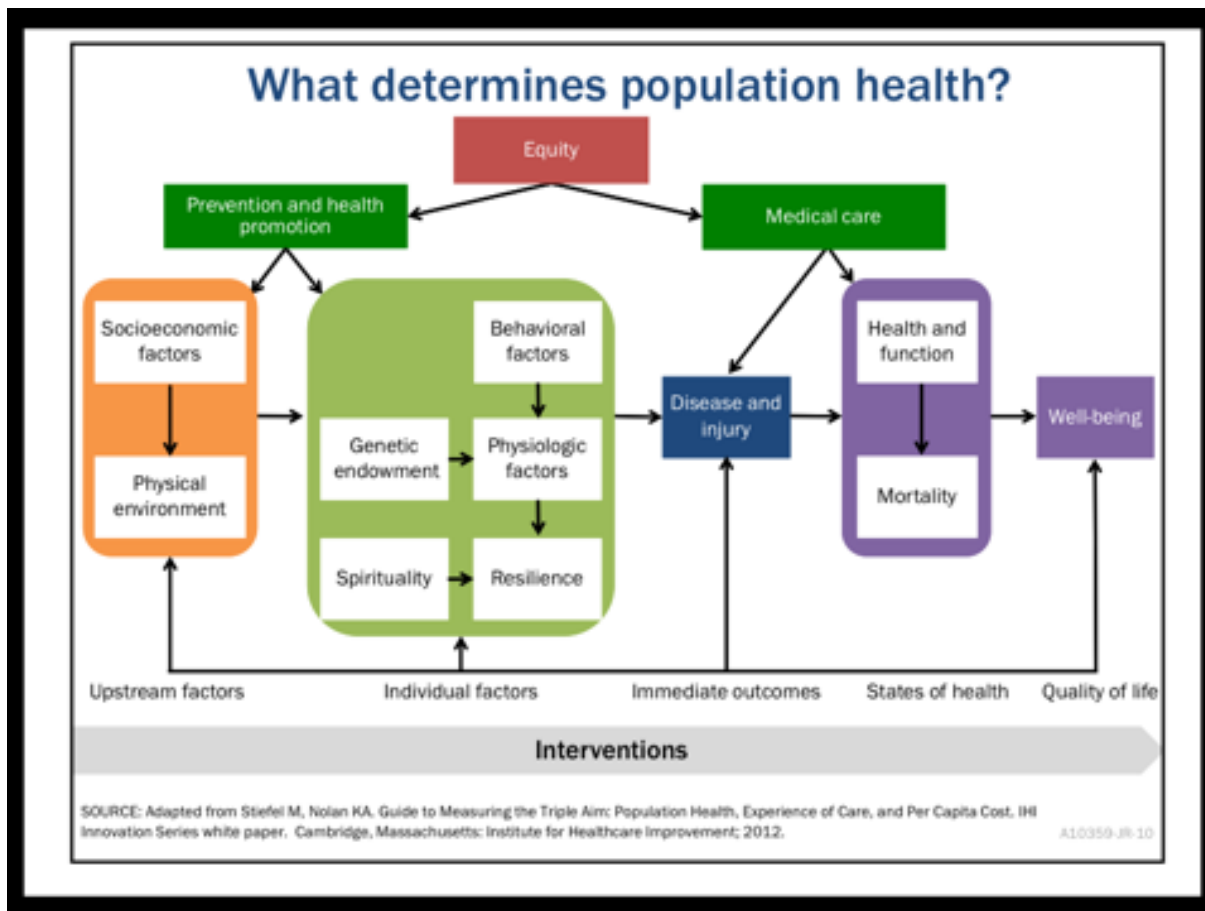 What determines population health?
Equity
Prevention and health
promotion
Medical care
Socioeconomic
factors
Physical
environment
Behavioral
factors
Genetic
endowment
Physiologic
factors
Spirituality
Resilience
Disease and
injury
Health and
function
Mortality
Well-being
Upstream factors
Individual factors
Immediate outcomes
States of health
Quality of life
Interventions
SOURCE: Adapted from Stiefel M, Nolan KA. Guide to Measuring the Triple Aim: Population Health, Experience of Care, and Per Capita Cost. IHI
Innovation Series white paper. Cambridge, Massachusetts: Institute for Healthcare Improvement; 2012.
A10359-JR-10